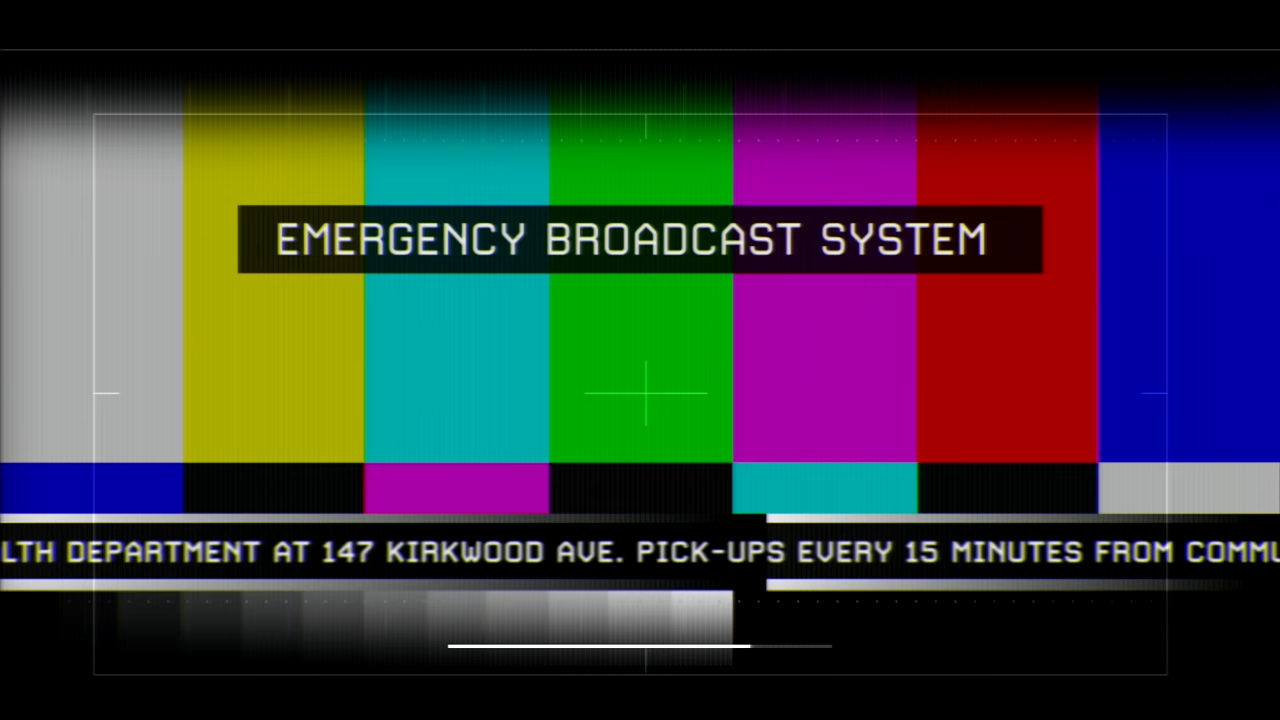 EMERGENCY BROADCAST SYSTEM
LTH DEPARTMENT AT 147 KIRKWOOD AVE. PICK-UPS EVERY 15 MINUTES FROM COMMU